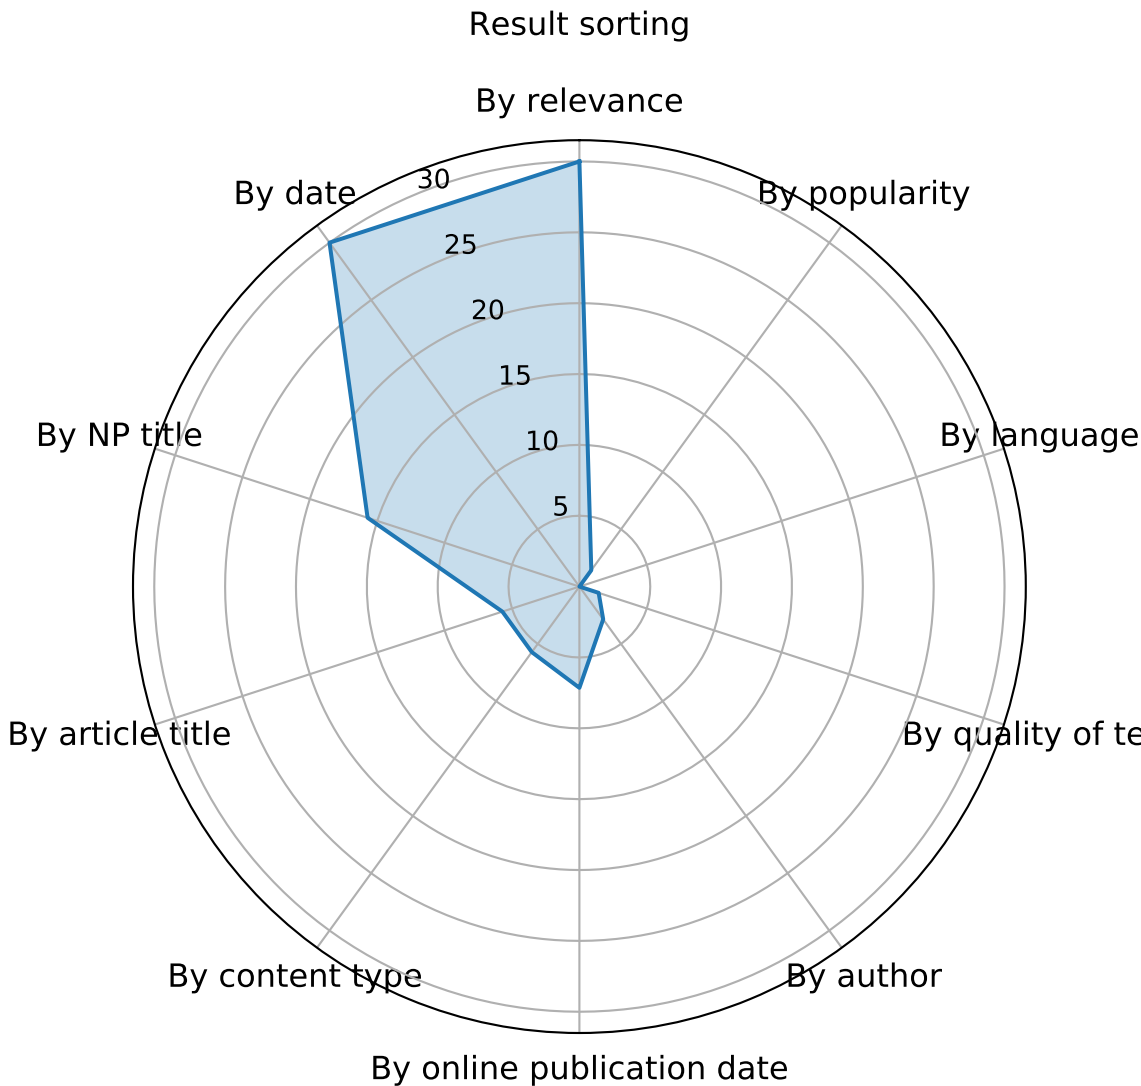 Result sorting
By relevance
By date
By popularity
30
25
20
15
10
5
By NP title
By language
By article title
By quality of te
By content type
By author
By online publication date